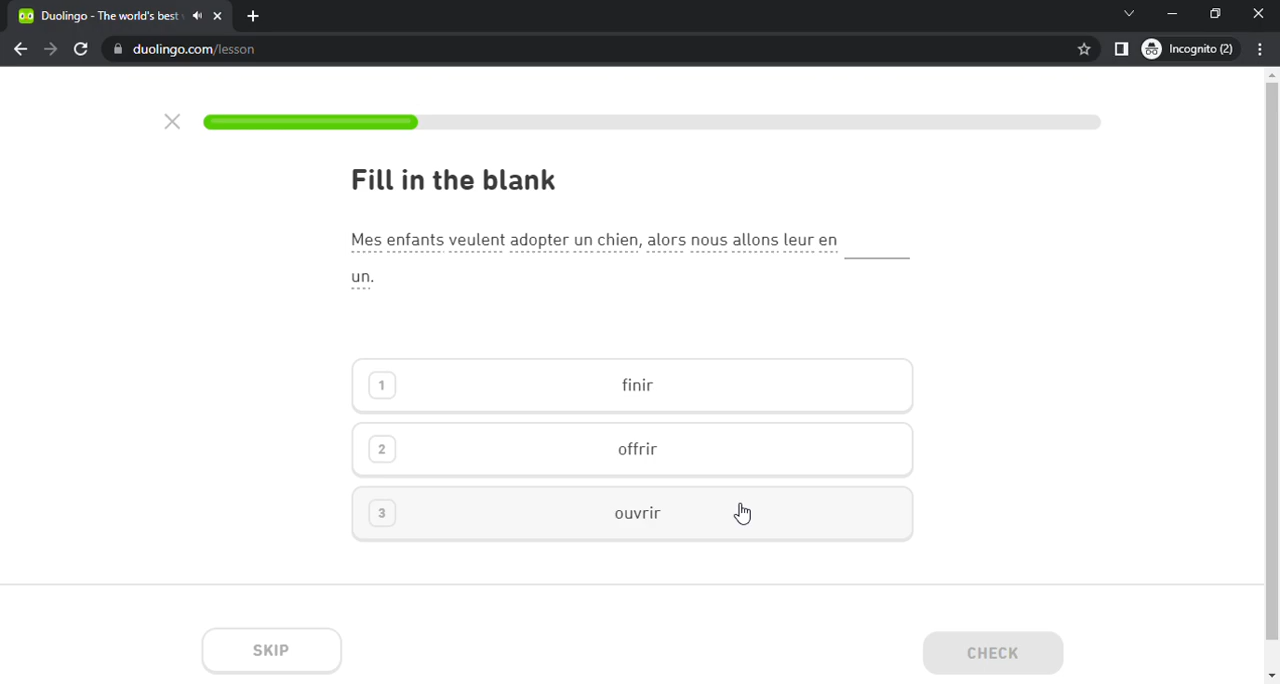 Duolingo - The world's best
duolingo.com/lesson
Incognito (2)
Fill in the blank
Mes enfants veulent adopter un chien, alors nous allons leur en
un.
1 finir
2 offrir
3 ouvrir
SKIP
CHECK